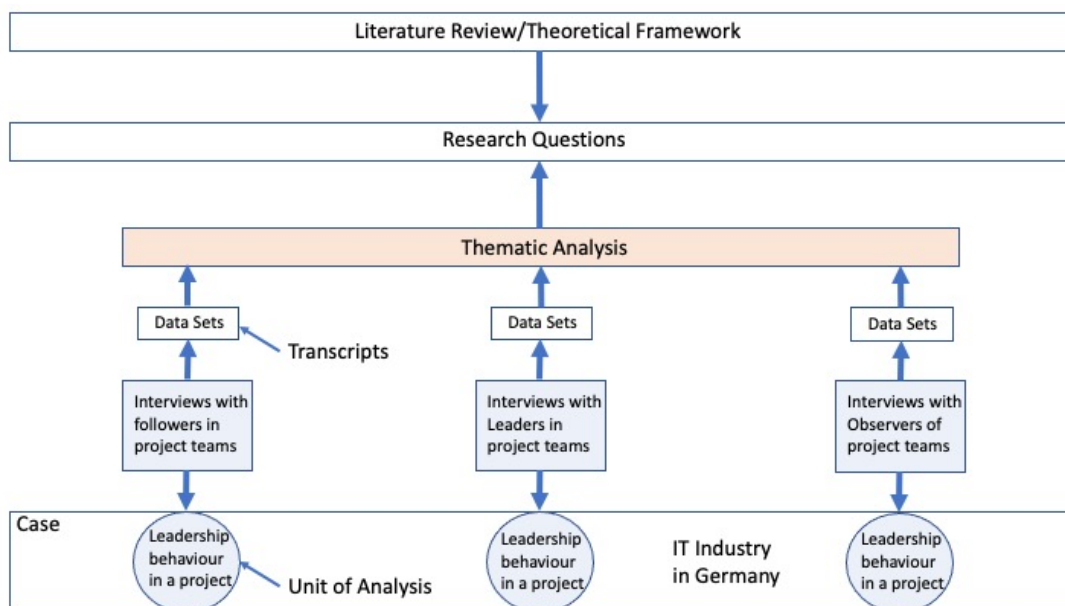 Literature Review/Theoretical Framework
Research Questions
Thematic Analysis
Data Sets
Data Sets
Data Sets
Transcripts
Interviews with
followers in
project teams
Interviews with
Leaders in
project teams
Interviews with
Observers of
project teams
Case
Leadership
behaviour
in a project
Unit of Analysis
Leadership
behaviour
in a project
IT Industry
in Germany
Leadership
behaviour
in a project